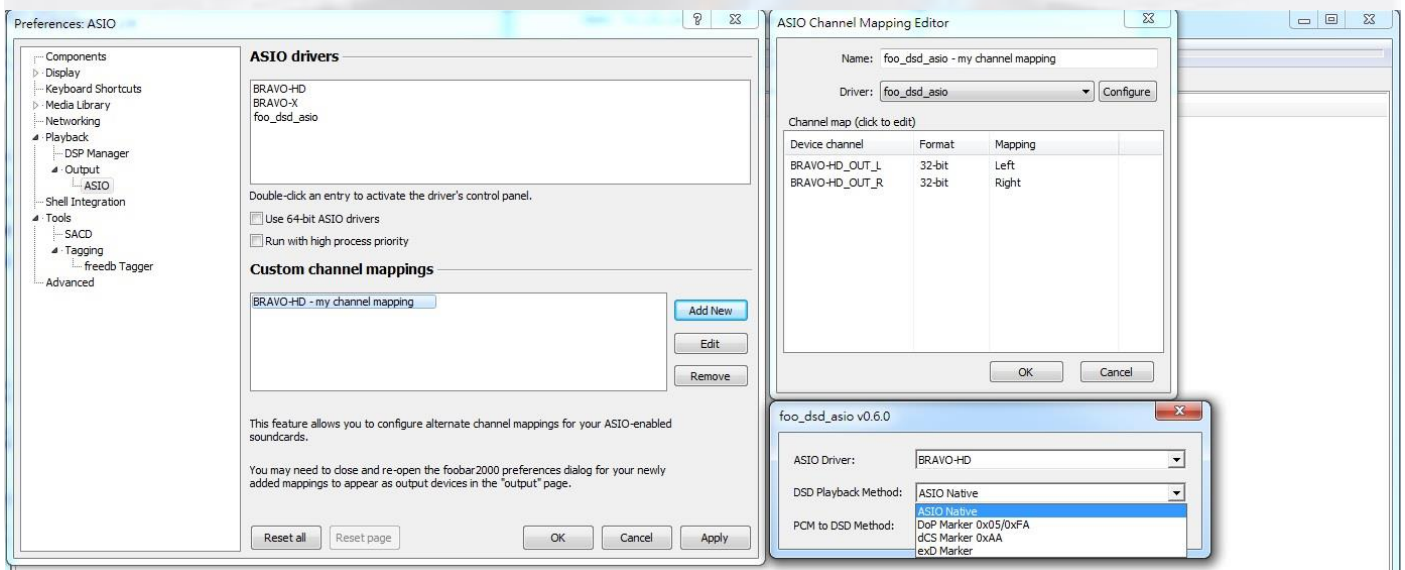 Preferences: ASIO
Components
Display
Keyboard Shortcuts
Media Library
Networking
Playback
DSP Manager
Output
ASIO
Shell Integration
Tools
SACD
Tagging
freedb Tagger
Advanced
ASIO drivers
BRAVO-HD
BRAVO-X
foo_dsd_asio
Double-click an entry to activate the driver's control panel.
Use 64-bit ASIO drivers
Run with high process priority
Custom channel mappings
BRAVO-HD - my channel mapping
Add New
Edit
Remove
This feature allows you to configure alternate channel mappings for your ASIO-enabled
soundcards.
You may need to close and re-open the foobar2000 preferences dialog for your newly
added mappings to appear as output devices in the "output" page.
Reset all Reset page OK Cancel Apply
ASIO Channel Mapping Editor
Name: foo_dsd_asio - my channel mapping
Driver: foo_dsd_asio Configure
Channel map (click to edit)
Device channel Format Mapping
BRAVO-HD_OUT_L 32-bit Left
BRAVO-HD_OUT_R 32-bit Right
OK Cancel
foo_dsd_asio v0.6.0
ASIO Driver: BRAVO-HD
DSD Playback Method: ASIO Native
ASIO Native
PCM to DSD Method: DoP Marker 0x05/0xFA
dCS Marker 0xAA
exD Marker